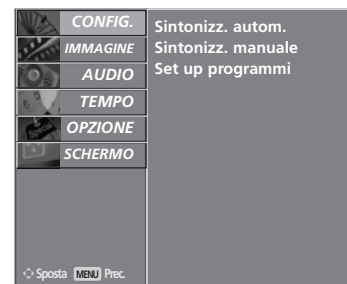 CONFIG.
IMMAGINE
AUDIO
TEMPO
OPZIONE
SCHERMO
Sintonizz. autom.
Sintonizz. manuale
Set up programmi
Sposta MENU Prec.